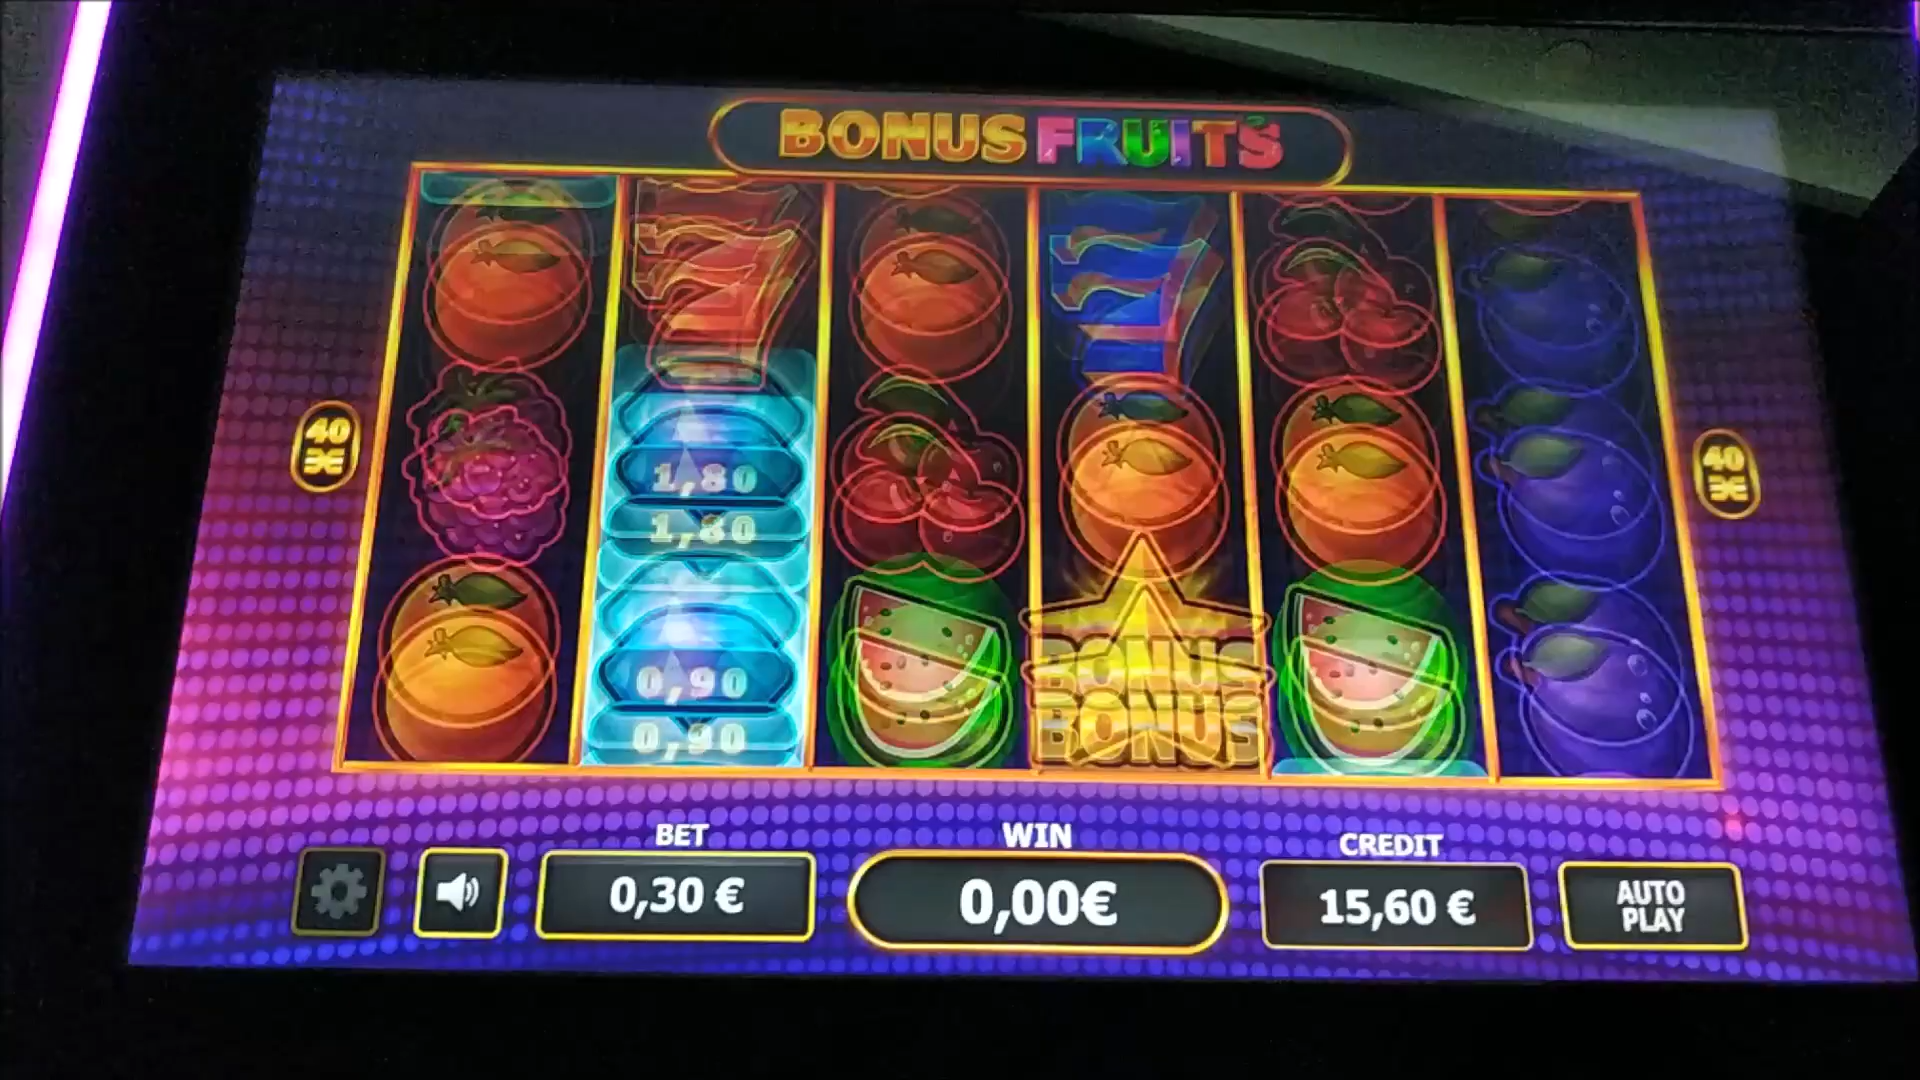 BONUS FRUITS
40
40
1,80
1,80
0,90
0,90
BONUS
BONUS
BET
WIN
CREDIT
0,30 €
0,00€
15,60 €
AUTO
PLAY